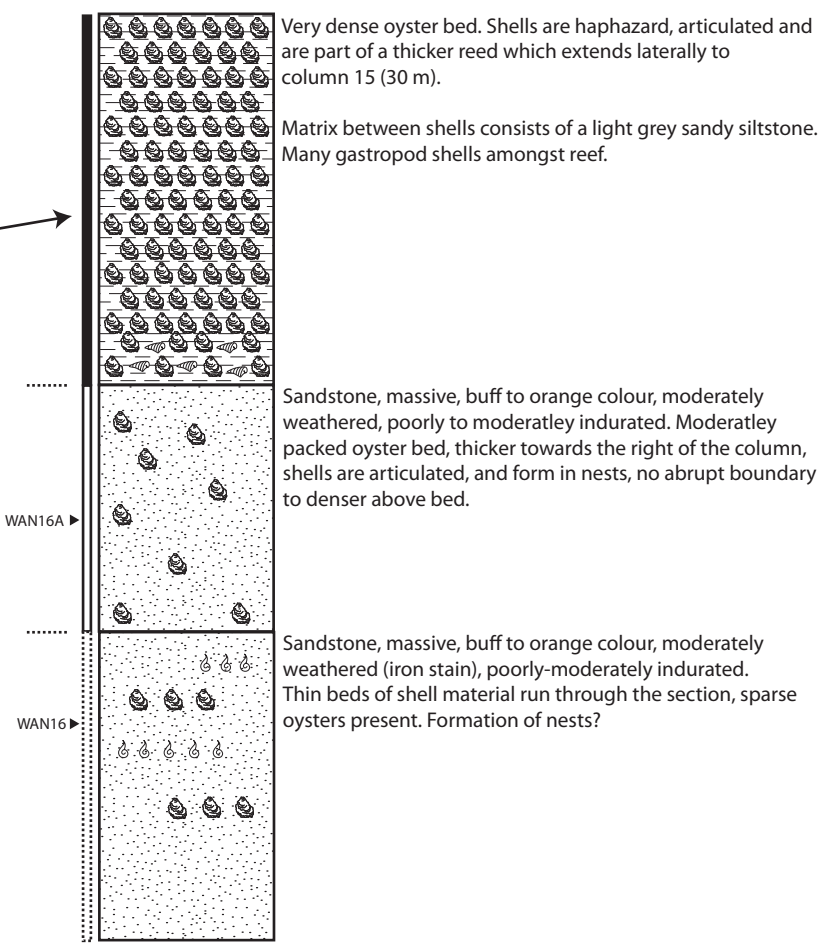 Very dense oyster bed. Shells are haphazard, articulated and
are part of a thicker reed which extends laterally to
column 15 (30 m).
Matrix between shells consists of a light grey sandy siltstone.
Many gastropod shells amongst reef.
Sandstone, massive, buff to orange colour, moderately
weathered, poorly to moderatley indurated. Moderatley
packed oyster bed, thicker towards the right of the column,
shells are articulated, and form in nests, no abrupt boundary
to denser above bed.
WAN16A
Sandstone, massive, buff to orange colour, moderately
weathered (iron stain), poorly-moderately indurated.
Thin beds of shell material run through the section, sparse
oysters present. Formation of nests?
WAN16